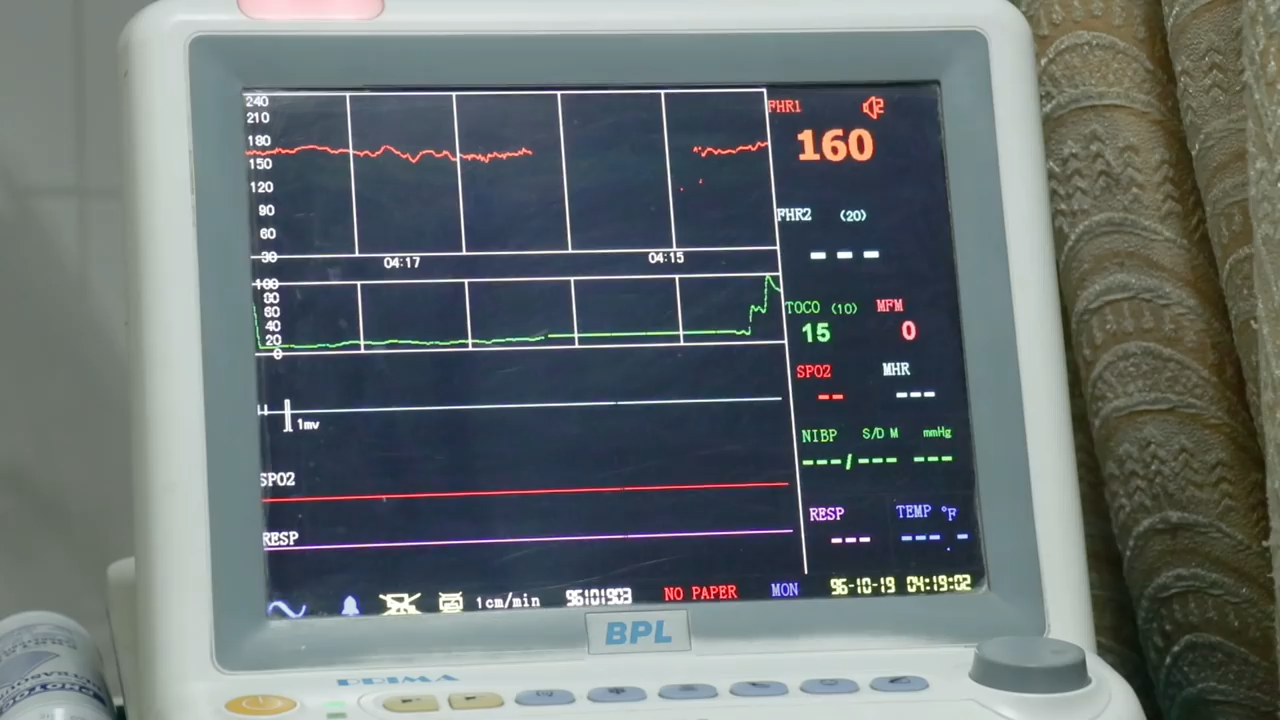 240
210
180
150
120
90
60
30
04:17 04:15
100
80
60
40
20
0
1mv
SPO2
RESP
FHR1
160
FHR2 (20)
--- 
TOCO (10) MFM
15 0
SPO2 MHR
-- ---
NIBP S/D M mmHg
---/--- ---
RESP TEMP °F
--- ---.-
1cm/min 96101903 NO PAPER MON 96-10-19 04:19:02
BPL
PRIMA